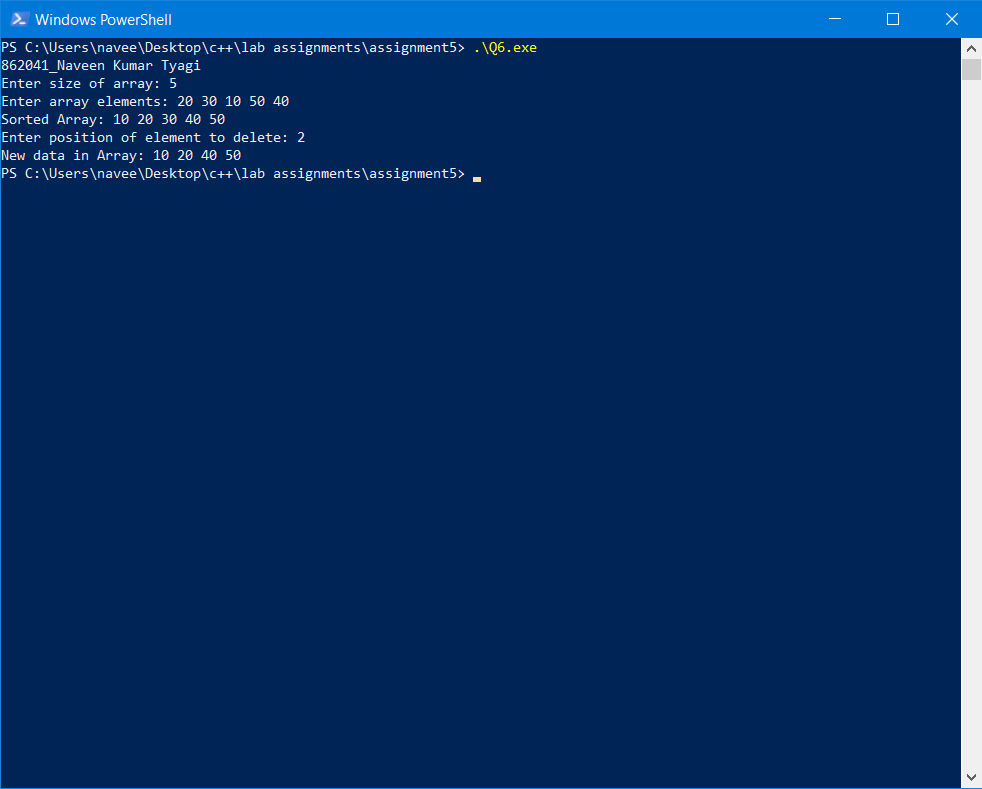 Windows PowerShell
PS C:\Users\navee\Desktop\c++\lab assignments\assignment5> .\Q6.exe
862041_Naveen Kumar Tyagi
Enter size of array: 5
Enter array elements: 20 30 10 50 40
Sorted Array: 10 20 30 40 50
Enter position of element to delete: 2
New data in Array: 10 20 40 50
PS C:\Users\navee\Desktop\c++\lab assignments\assignment5>